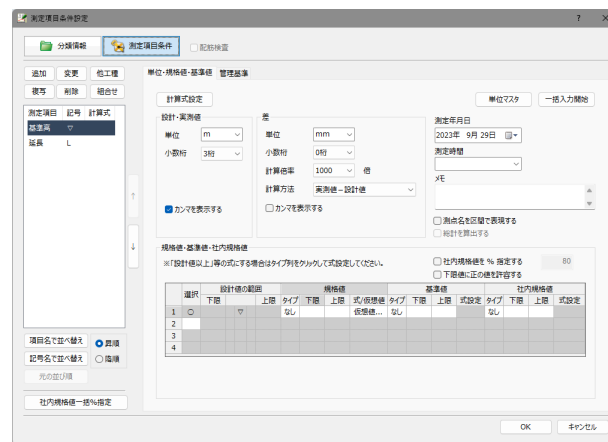 測定項目条件設定
? ×
分類情報 測定項目条件 配筋検査
追加 変更 他工種
複写 削除 組合せ
測定項目 記号 計算式
基準高 ▽
延長 L
↑
↓
項目名で並べ替え 昇順
記号名で並べ替え 降順
元の並び順
社内規格値一括%指定
単位・規格値・基準値 管理基準
計算式設定 単位マスタ 一括入力開始
設計・実測値
単位 m
小数桁 3桁
カンマを表示する
差
単位 mm
小数桁 0桁
計算倍率 1000 倍
計算方法 実測値-設計値
カンマを表示する
測定年月日
2023年 9月 29日
測定時間
メモ
測点名を区間で表現する
総計を算出する
規格値・基準値・社内規格値
※「設計値以上」等の式にする場合はタイプ列をクリックして式設定してください。
社内規格値を % 指定する 80
下限値に正の値を許容する
選択 設計値の範囲 規格値 基準値 社内規格値
下限 上限 タイプ 下限 上限 式/仮想値 タイプ 下限 上限 式設定 タイプ 下限 上限 式設定
1 ○ ▽ なし 仮想値... なし なし
2
3
4
OK キャンセル